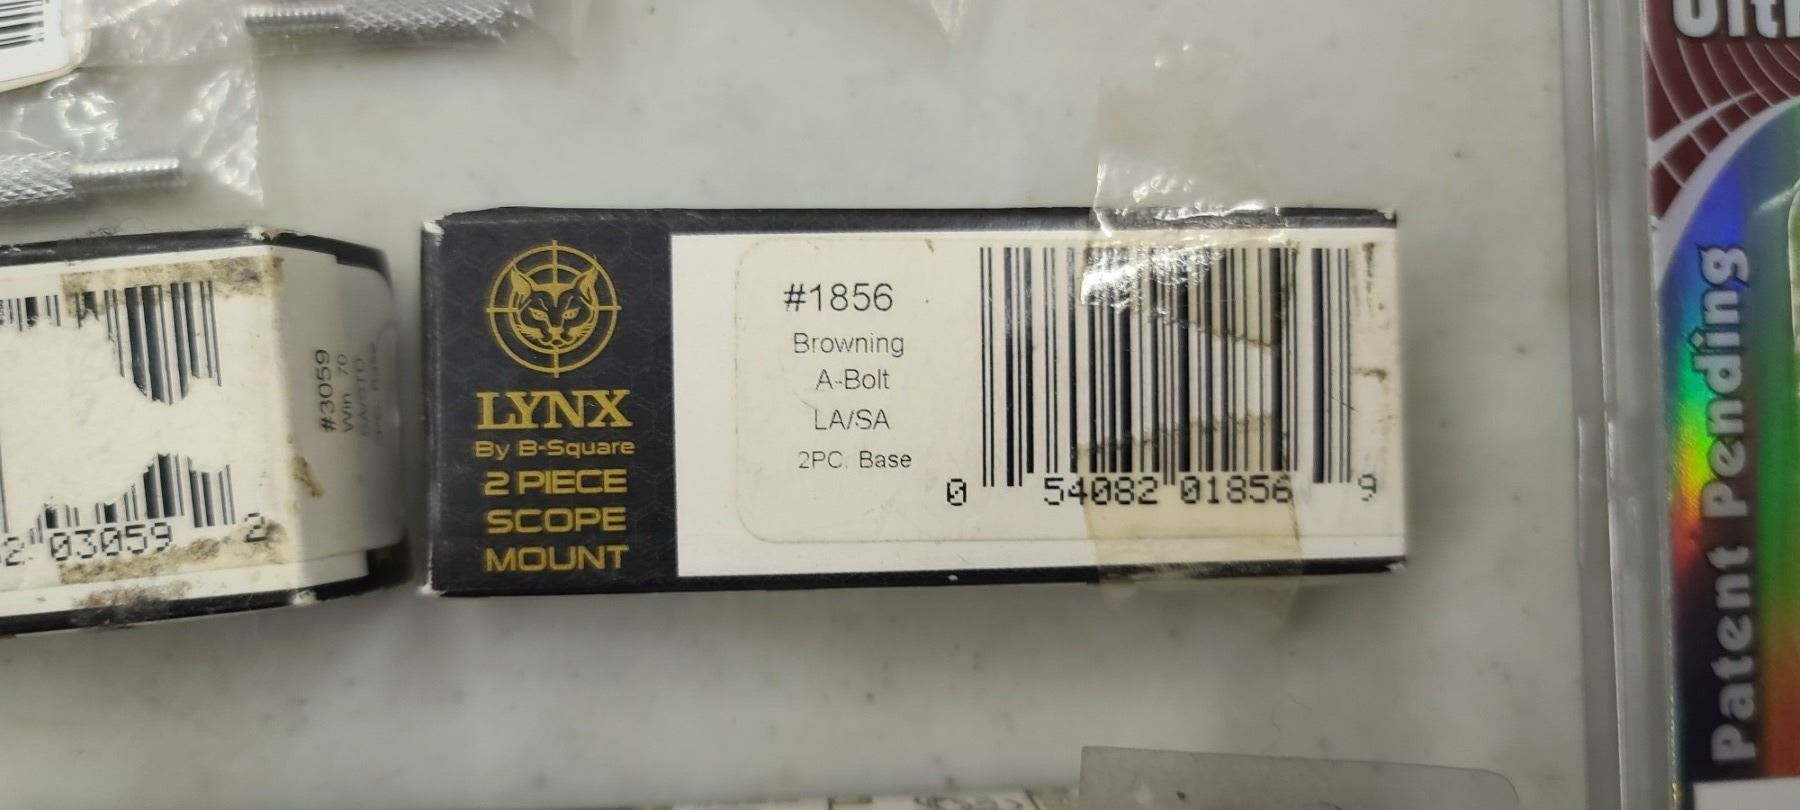 #3059
Win. 70
2 03059 2
LYNX
By B-Square
2 PIECE
SCOPE
MOUNT
#1856
Browning
A-Bolt
LA/SA
2PC. Base
0 54082 01856 9
Patent Pending